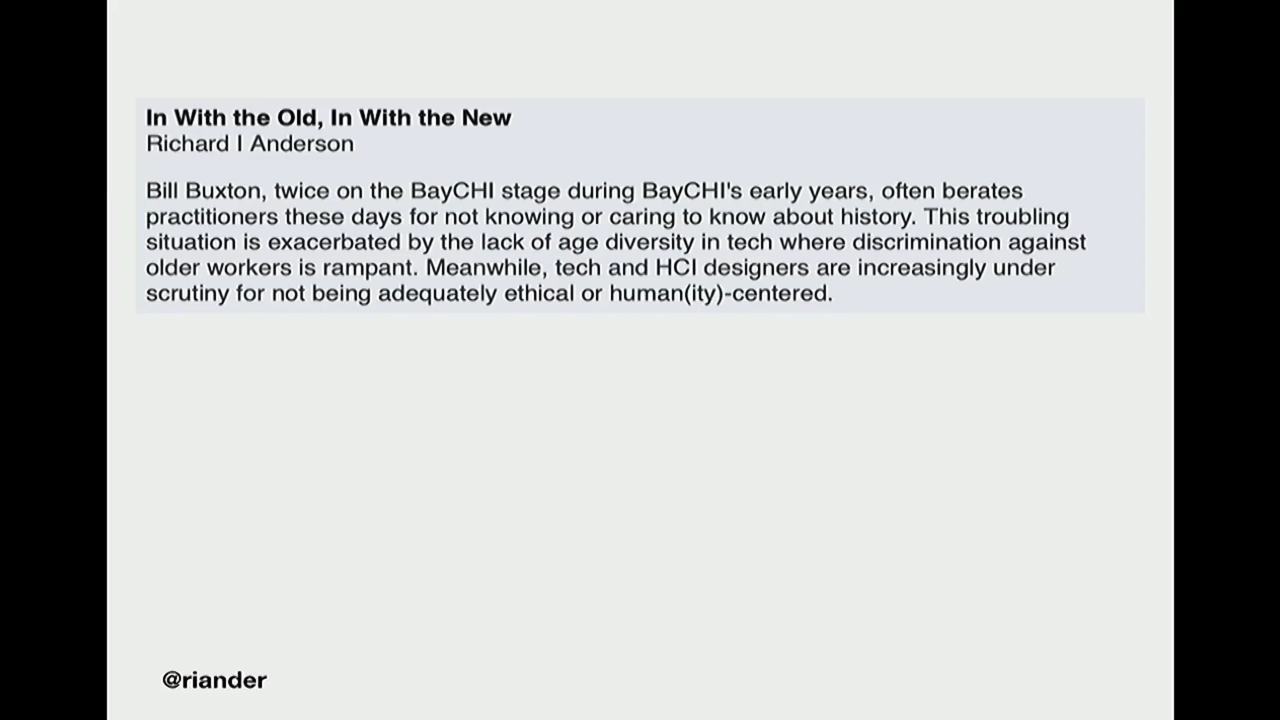 In With the Old, In With the New
Richard I Anderson
Bill Buxton, twice on the BayCHI stage during BayCHI's early years, often berates
practitioners these days for not knowing or caring to know about history. This troubling
situation is exacerbated by the lack of age diversity in tech where discrimination against
older workers is rampant. Meanwhile, tech and HCI designers are increasingly under
scrutiny for not being adequately ethical or human(ity)-centered.
@riander